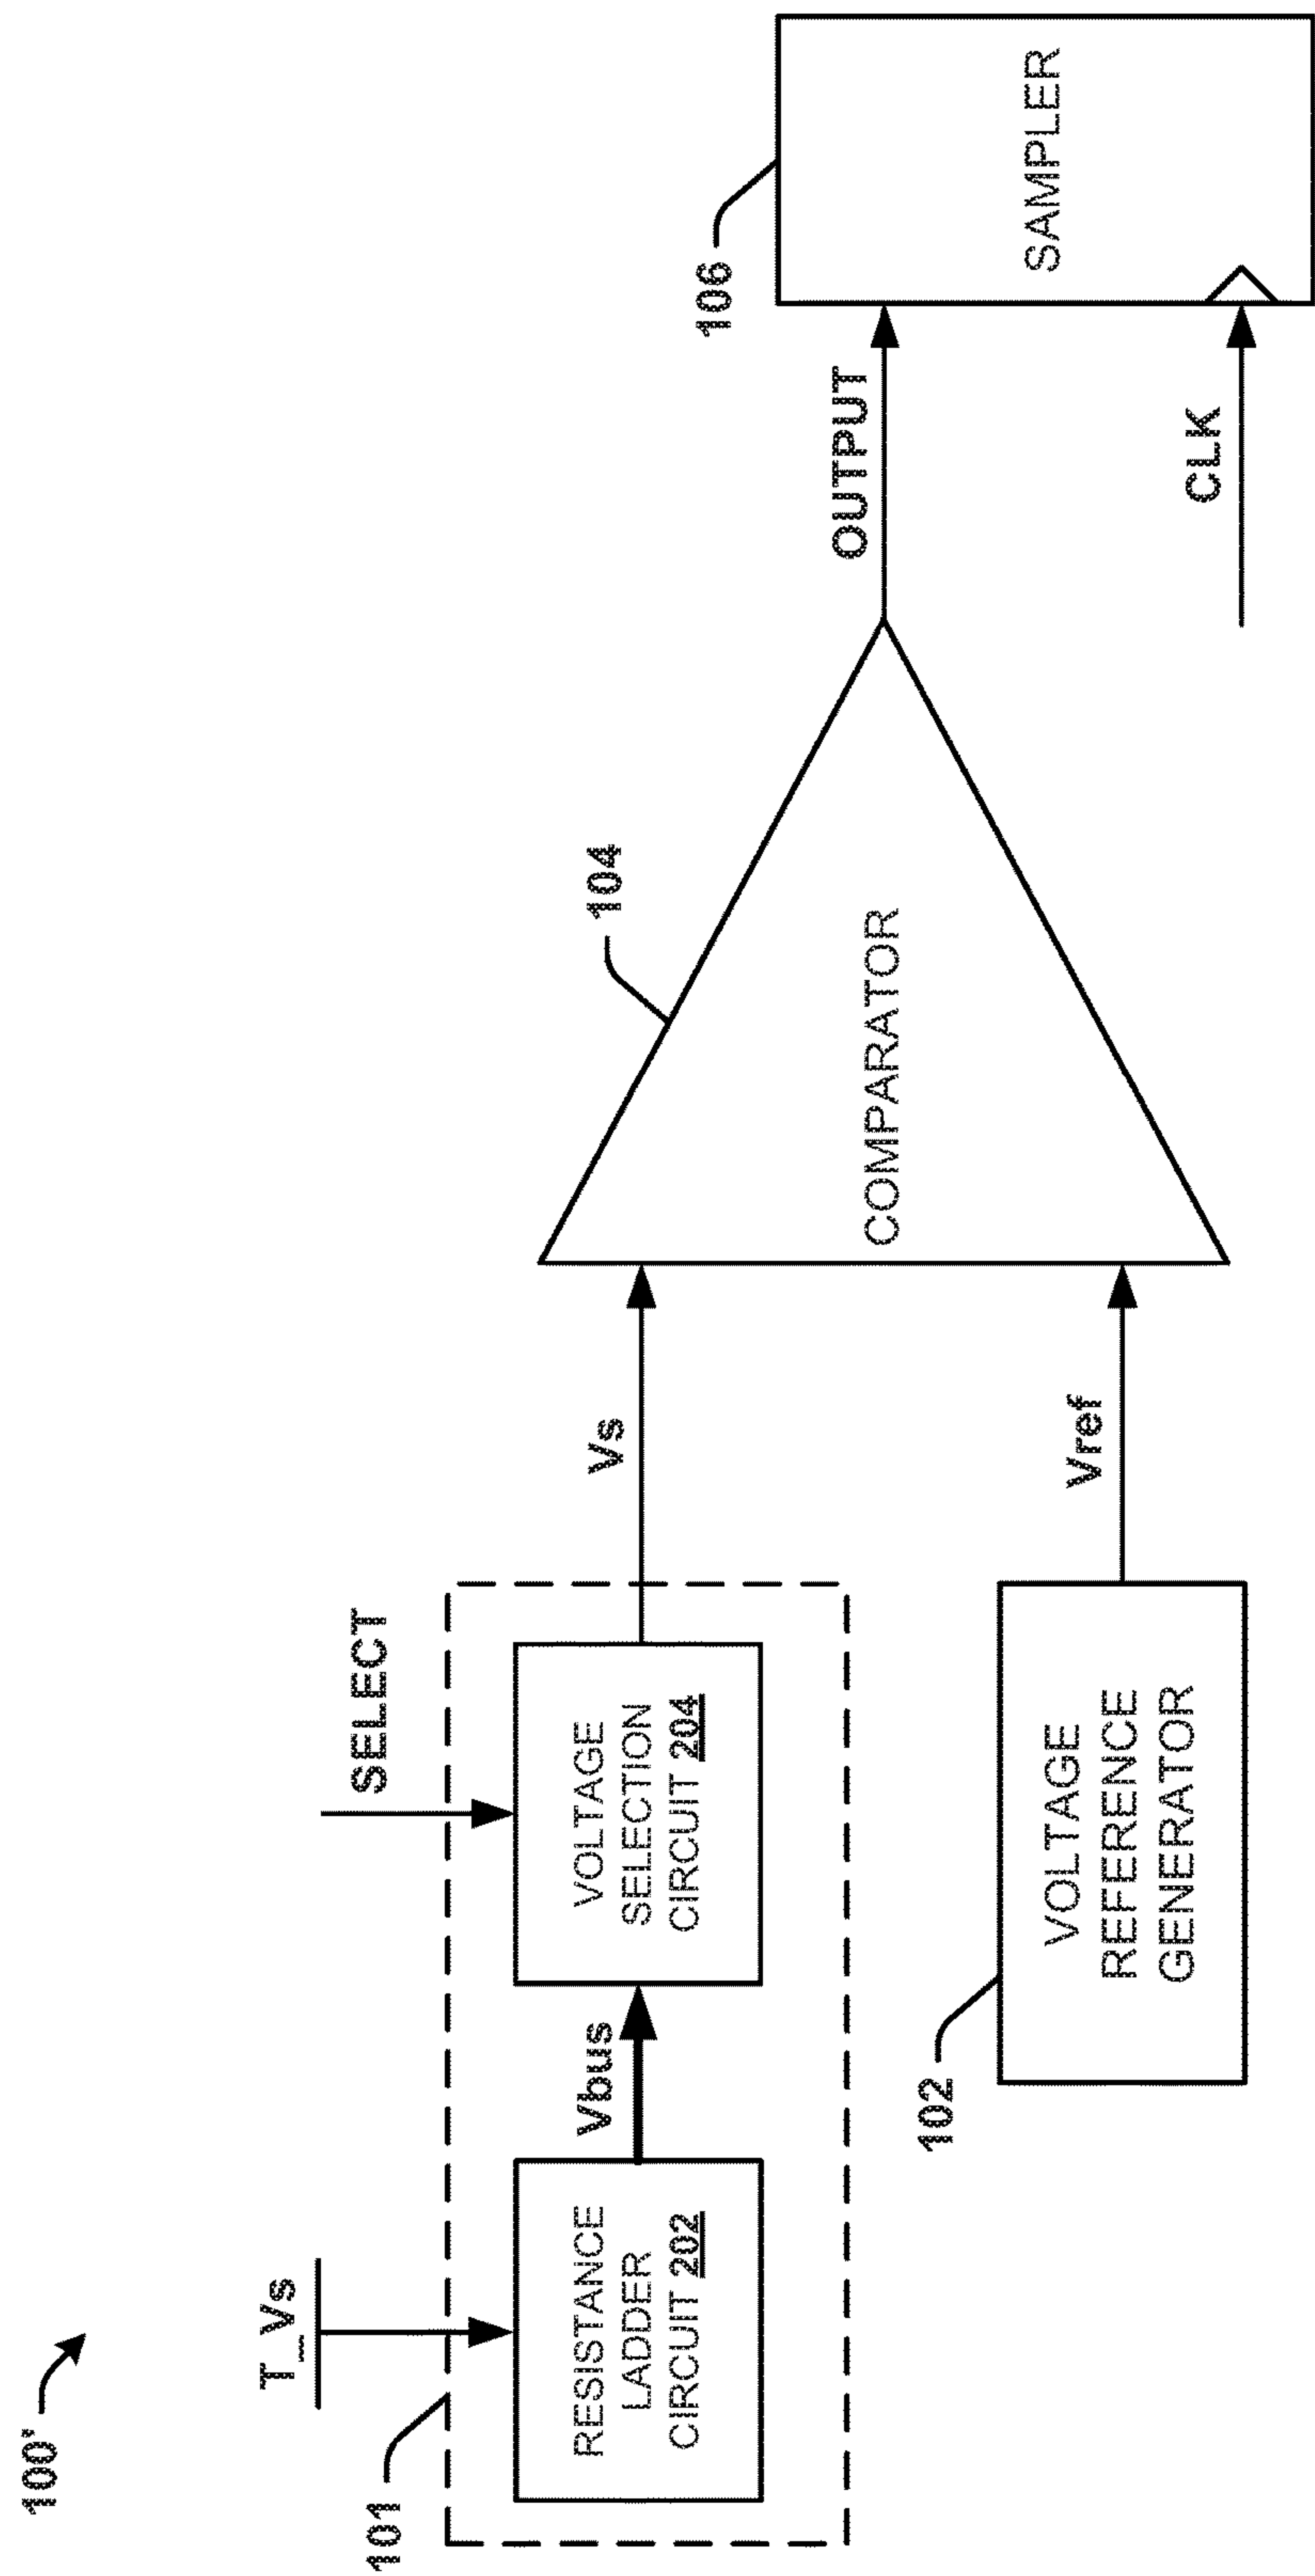 100'
T_Vs
101
RESISTANCE
LADDER
CIRCUIT 202
Vbus
SELECT
VOLTAGE
SELECTION
CIRCUIT 204
Vs
102
VOLTAGE
REFERENCE
GENERATOR
Vref
104
COMPARATOR
OUTPUT
CLK
106
SAMPLER